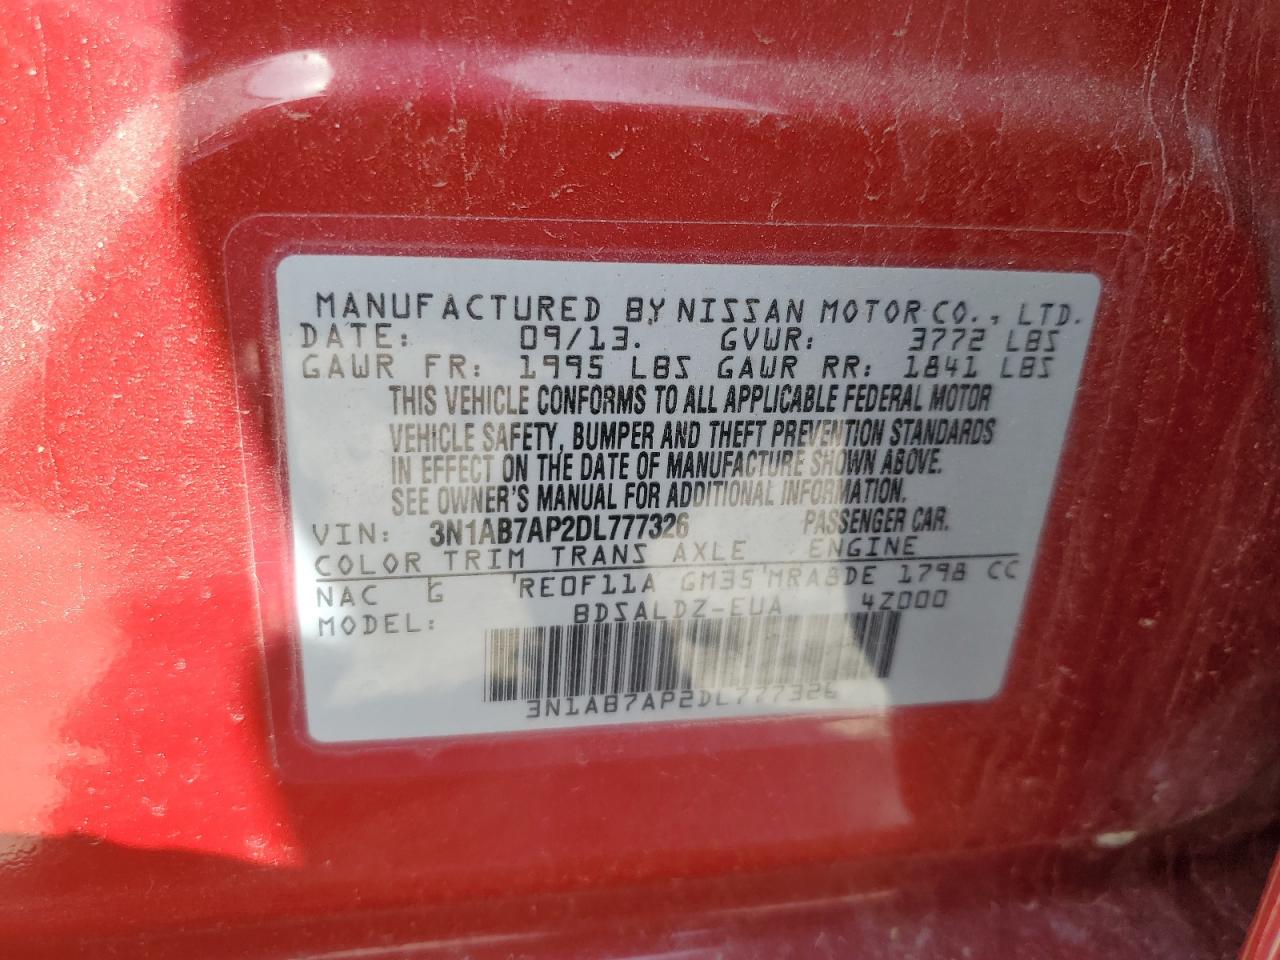 MANUFACTURED BY NISSAN MOTOR CO., LTD.
DATE: 09/13. GVWR: 3772 LBS
GAWR FR: 1995 LBS GAWR RR: 1841 LBS
THIS VEHICLE CONFORMS TO ALL APPLICABLE FEDERAL MOTOR
VEHICLE SAFETY, BUMPER AND THEFT PREVENTION STANDARDS
IN EFFECT ON THE DATE OF MANUFACTURE SHOWN ABOVE.
SEE OWNER'S MANUAL FOR ADDITIONAL INFORMATION.
VIN: 3N1AB7AP2DL777326 PASSENGER CAR.
COLOR TRIM TRANS AXLE ENGINE
NAC G RE0F11A GM35 MRA8DE 1798 CC
MODEL: BDSALDZ-EUA 4Z000
3N1AB7AP2DL777326